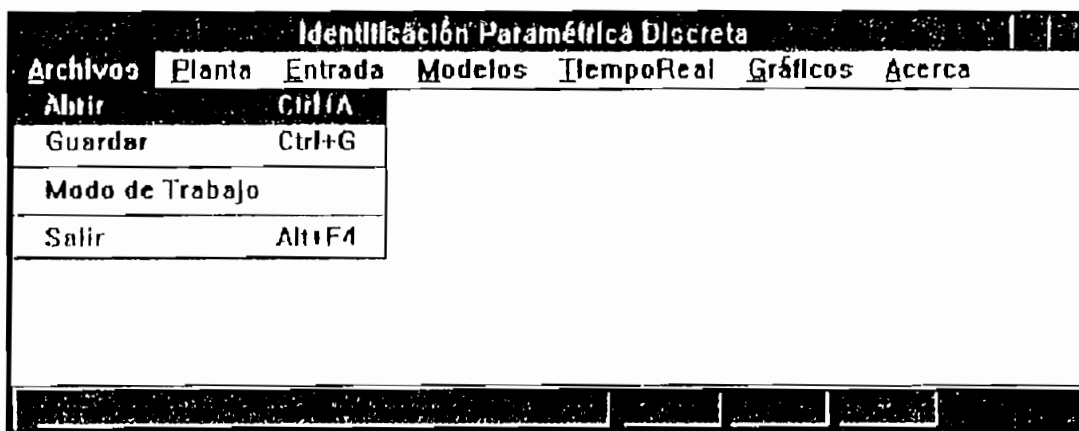 Identificación Paramétrica Discreta
Archivos Planta Entrada Modelos TiempoReal Gráficos Acerca
Abrir Ctrl+A
Guardar Ctrl+G
Modo de Trabajo
Salir Alt+F4